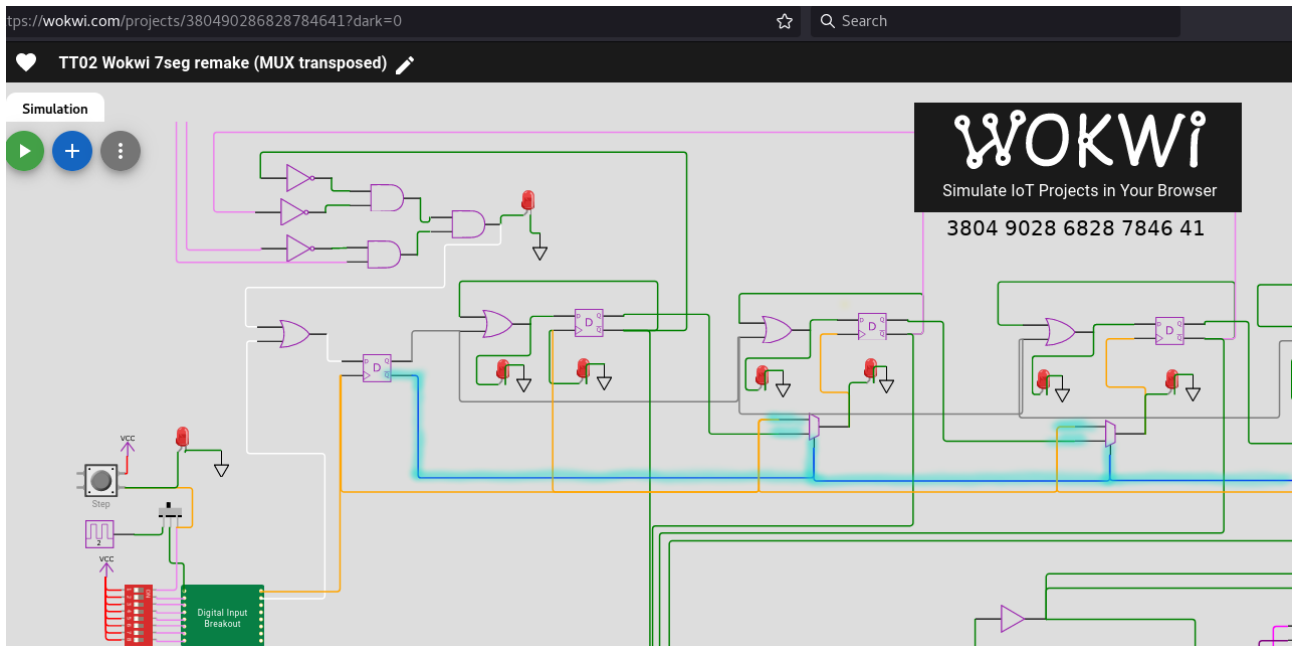 tps://wokwi.com/projects/380490286828784641?dark=0
Search
TT02 Wokwi 7seg remake (MUX transposed)
Simulation
WOKWi
Simulate IoT Projects in Your Browser
3804 9028 6828 7846 41
D
D
D
D
VCC
Step
2
VCC
Digital Input
Breakout